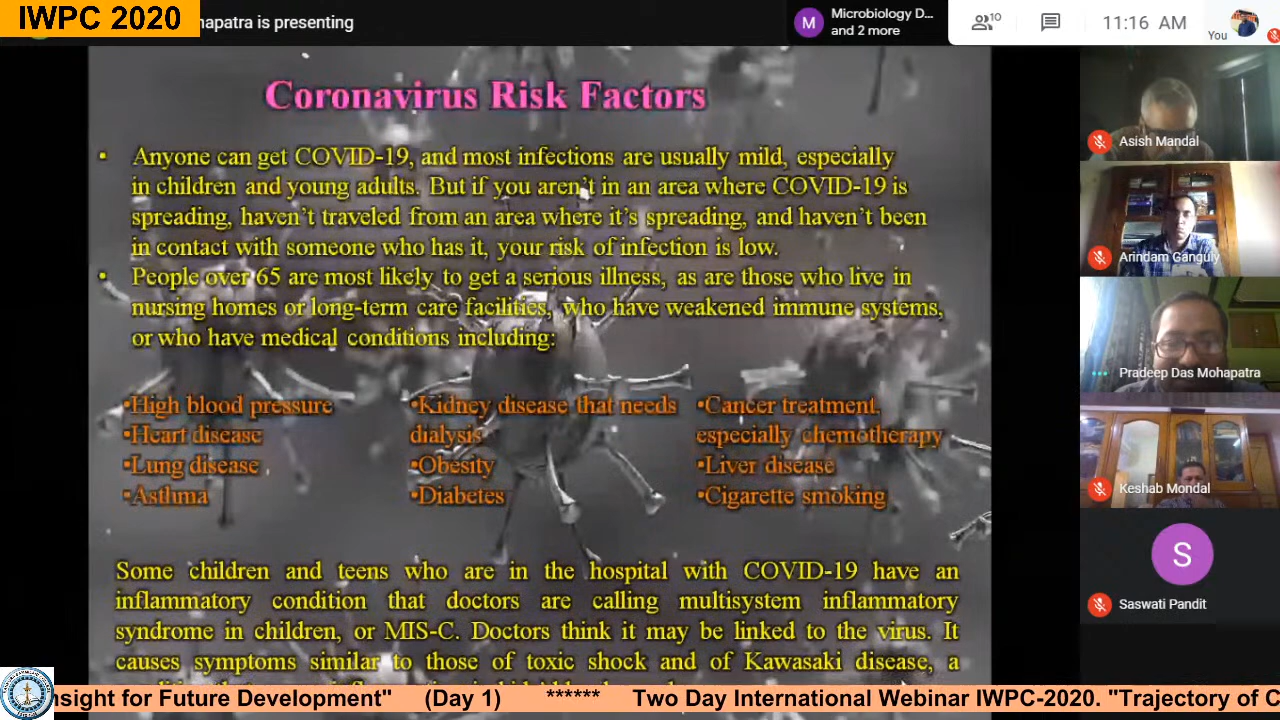 IWPC 2020
hapatra is presenting
M
Microbiology D...
and 2 more
10
11:16 AM
You
Coronavirus Risk Factors
• Anyone can get COVID-19, and most infections are usually mild, especially
in children and young adults. But if you aren't in an area where COVID-19 is
spreading, haven't traveled from an area where it's spreading, and haven't been
in contact with someone who has it, your risk of infection is low.
• People over 65 are most likely to get a serious illness, as are those who live in
nursing homes or long-term care facilities, who have weakened immune systems,
or who have medical conditions including:
•High blood pressure
•Heart disease
•Lung disease
•Asthma
•Kidney disease that needs
dialysis
•Obesity
•Diabetes
•Cancer treatment,
especially chemotherapy
•Liver disease
•Cigarette smoking
Some children and teens who are in the hospital with COVID-19 have an
inflammatory condition that doctors are calling multisystem inflammatory
syndrome in children, or MIS-C. Doctors think it may be linked to the virus. It
causes symptoms similar to those of toxic shock and of Kawasaki disease, a
Asish Mandal
Arindam Ganguly
Pradeep Das Mohapatra
Keshab Mondal
S
Saswati Pandit
nsight for Future Development" (Day 1) ****** Two Day International Webinar IWPC-2020. "Trajectory of C